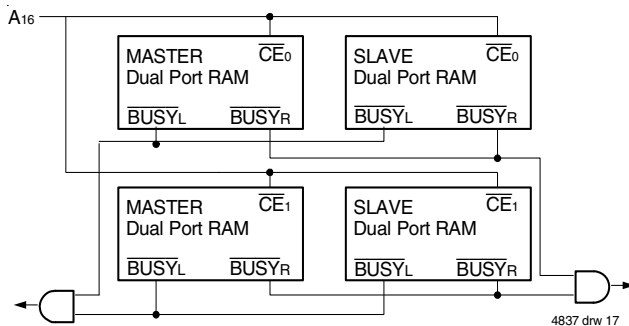 A16
MASTER CE0
Dual Port RAM
BUSYL BUSYR
SLAVE CE0
Dual Port RAM
BUSYL BUSYR
MASTER CE1
Dual Port RAM
BUSYL BUSYR
SLAVE CE1
Dual Port RAM
BUSYL BUSYR
4837 drw 17